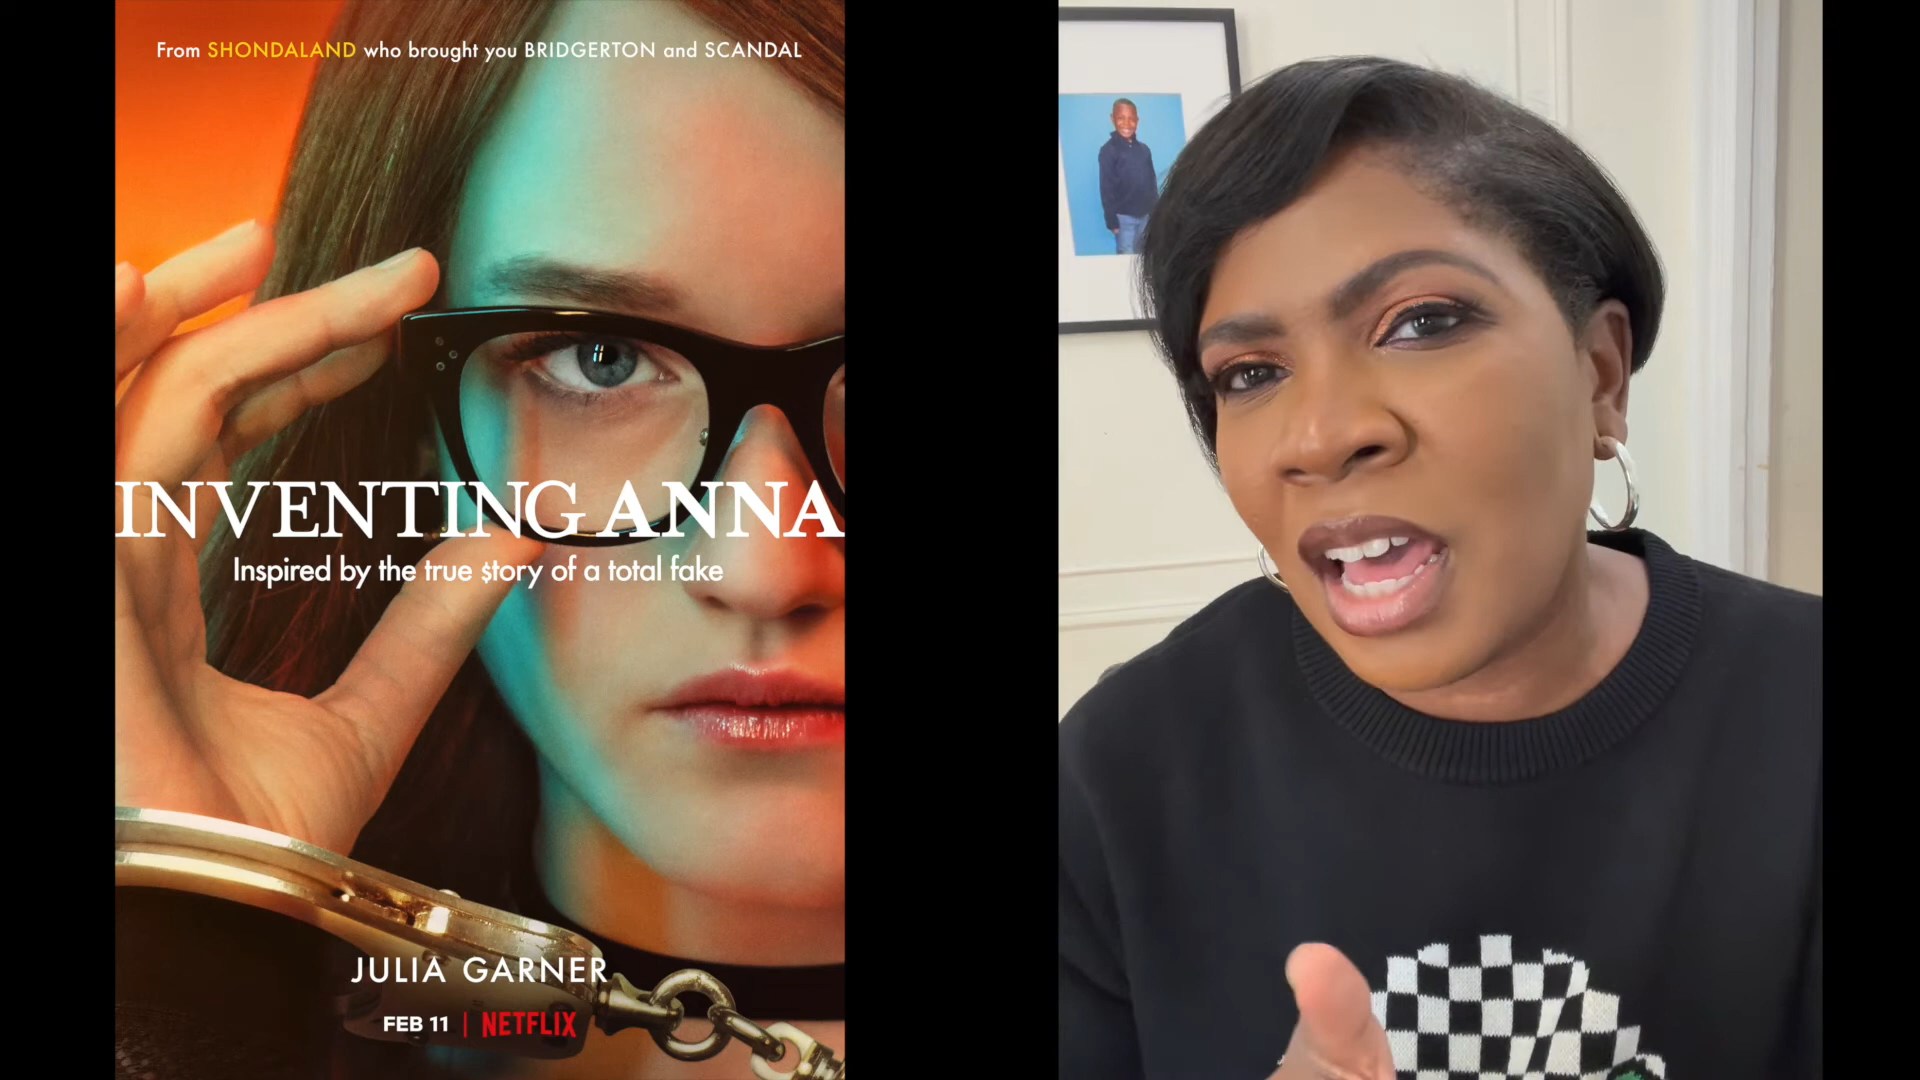 From SHONDALAND who brought you BRIDGERTON and SCANDAL
INVENTING ANNA
Inspired by the true $tory of a total fake
JULIA GARNER
FEB 11 | NETFLIX